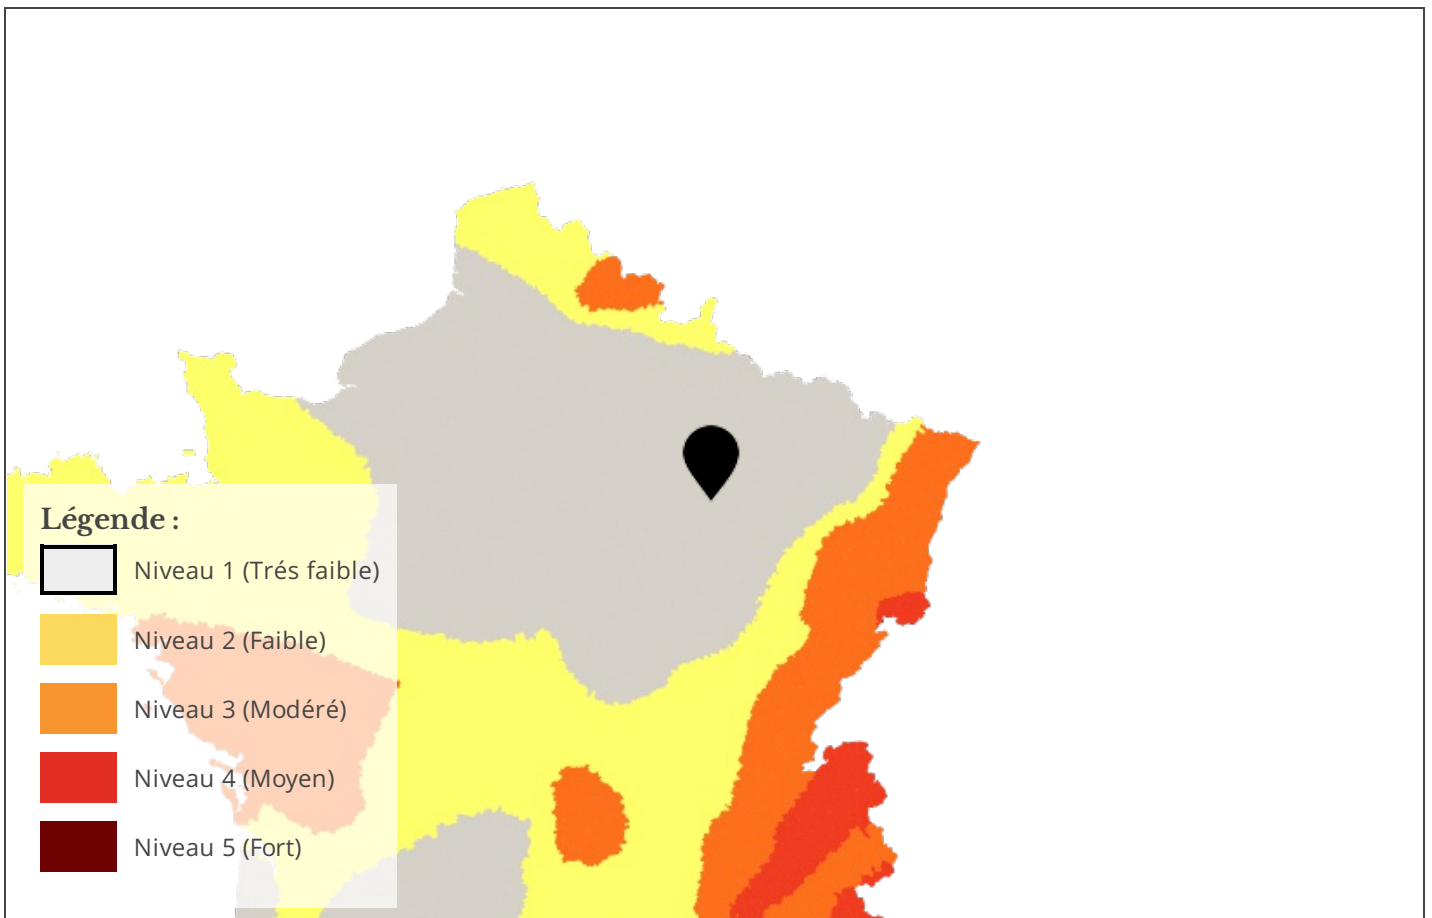 Légende :
Niveau 1 (Trés faible)
Niveau 2 (Faible)
Niveau 3 (Modéré)
Niveau 4 (Moyen)
Niveau 5 (Fort)